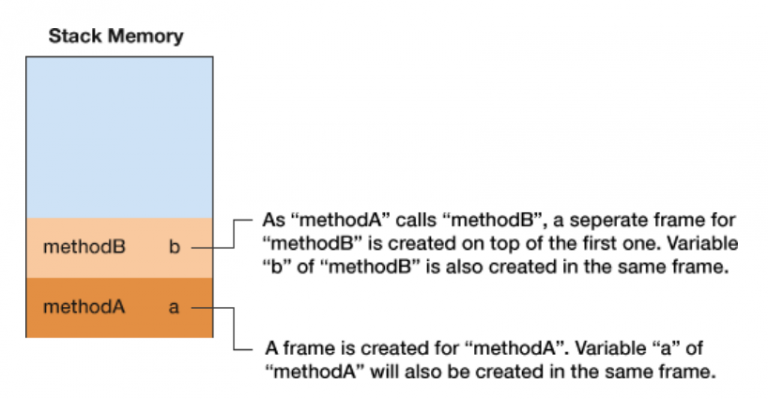 Stack Memory
As “methodA” calls “methodB”, a seperate frame for
“methodB” is created on top of the first one. Variable
“b” of “methodB” is also created in the same frame.
methodB b
methodA a
A frame is created for “methodA”. Variable “a” of
“methodA” will also be created in the same frame.